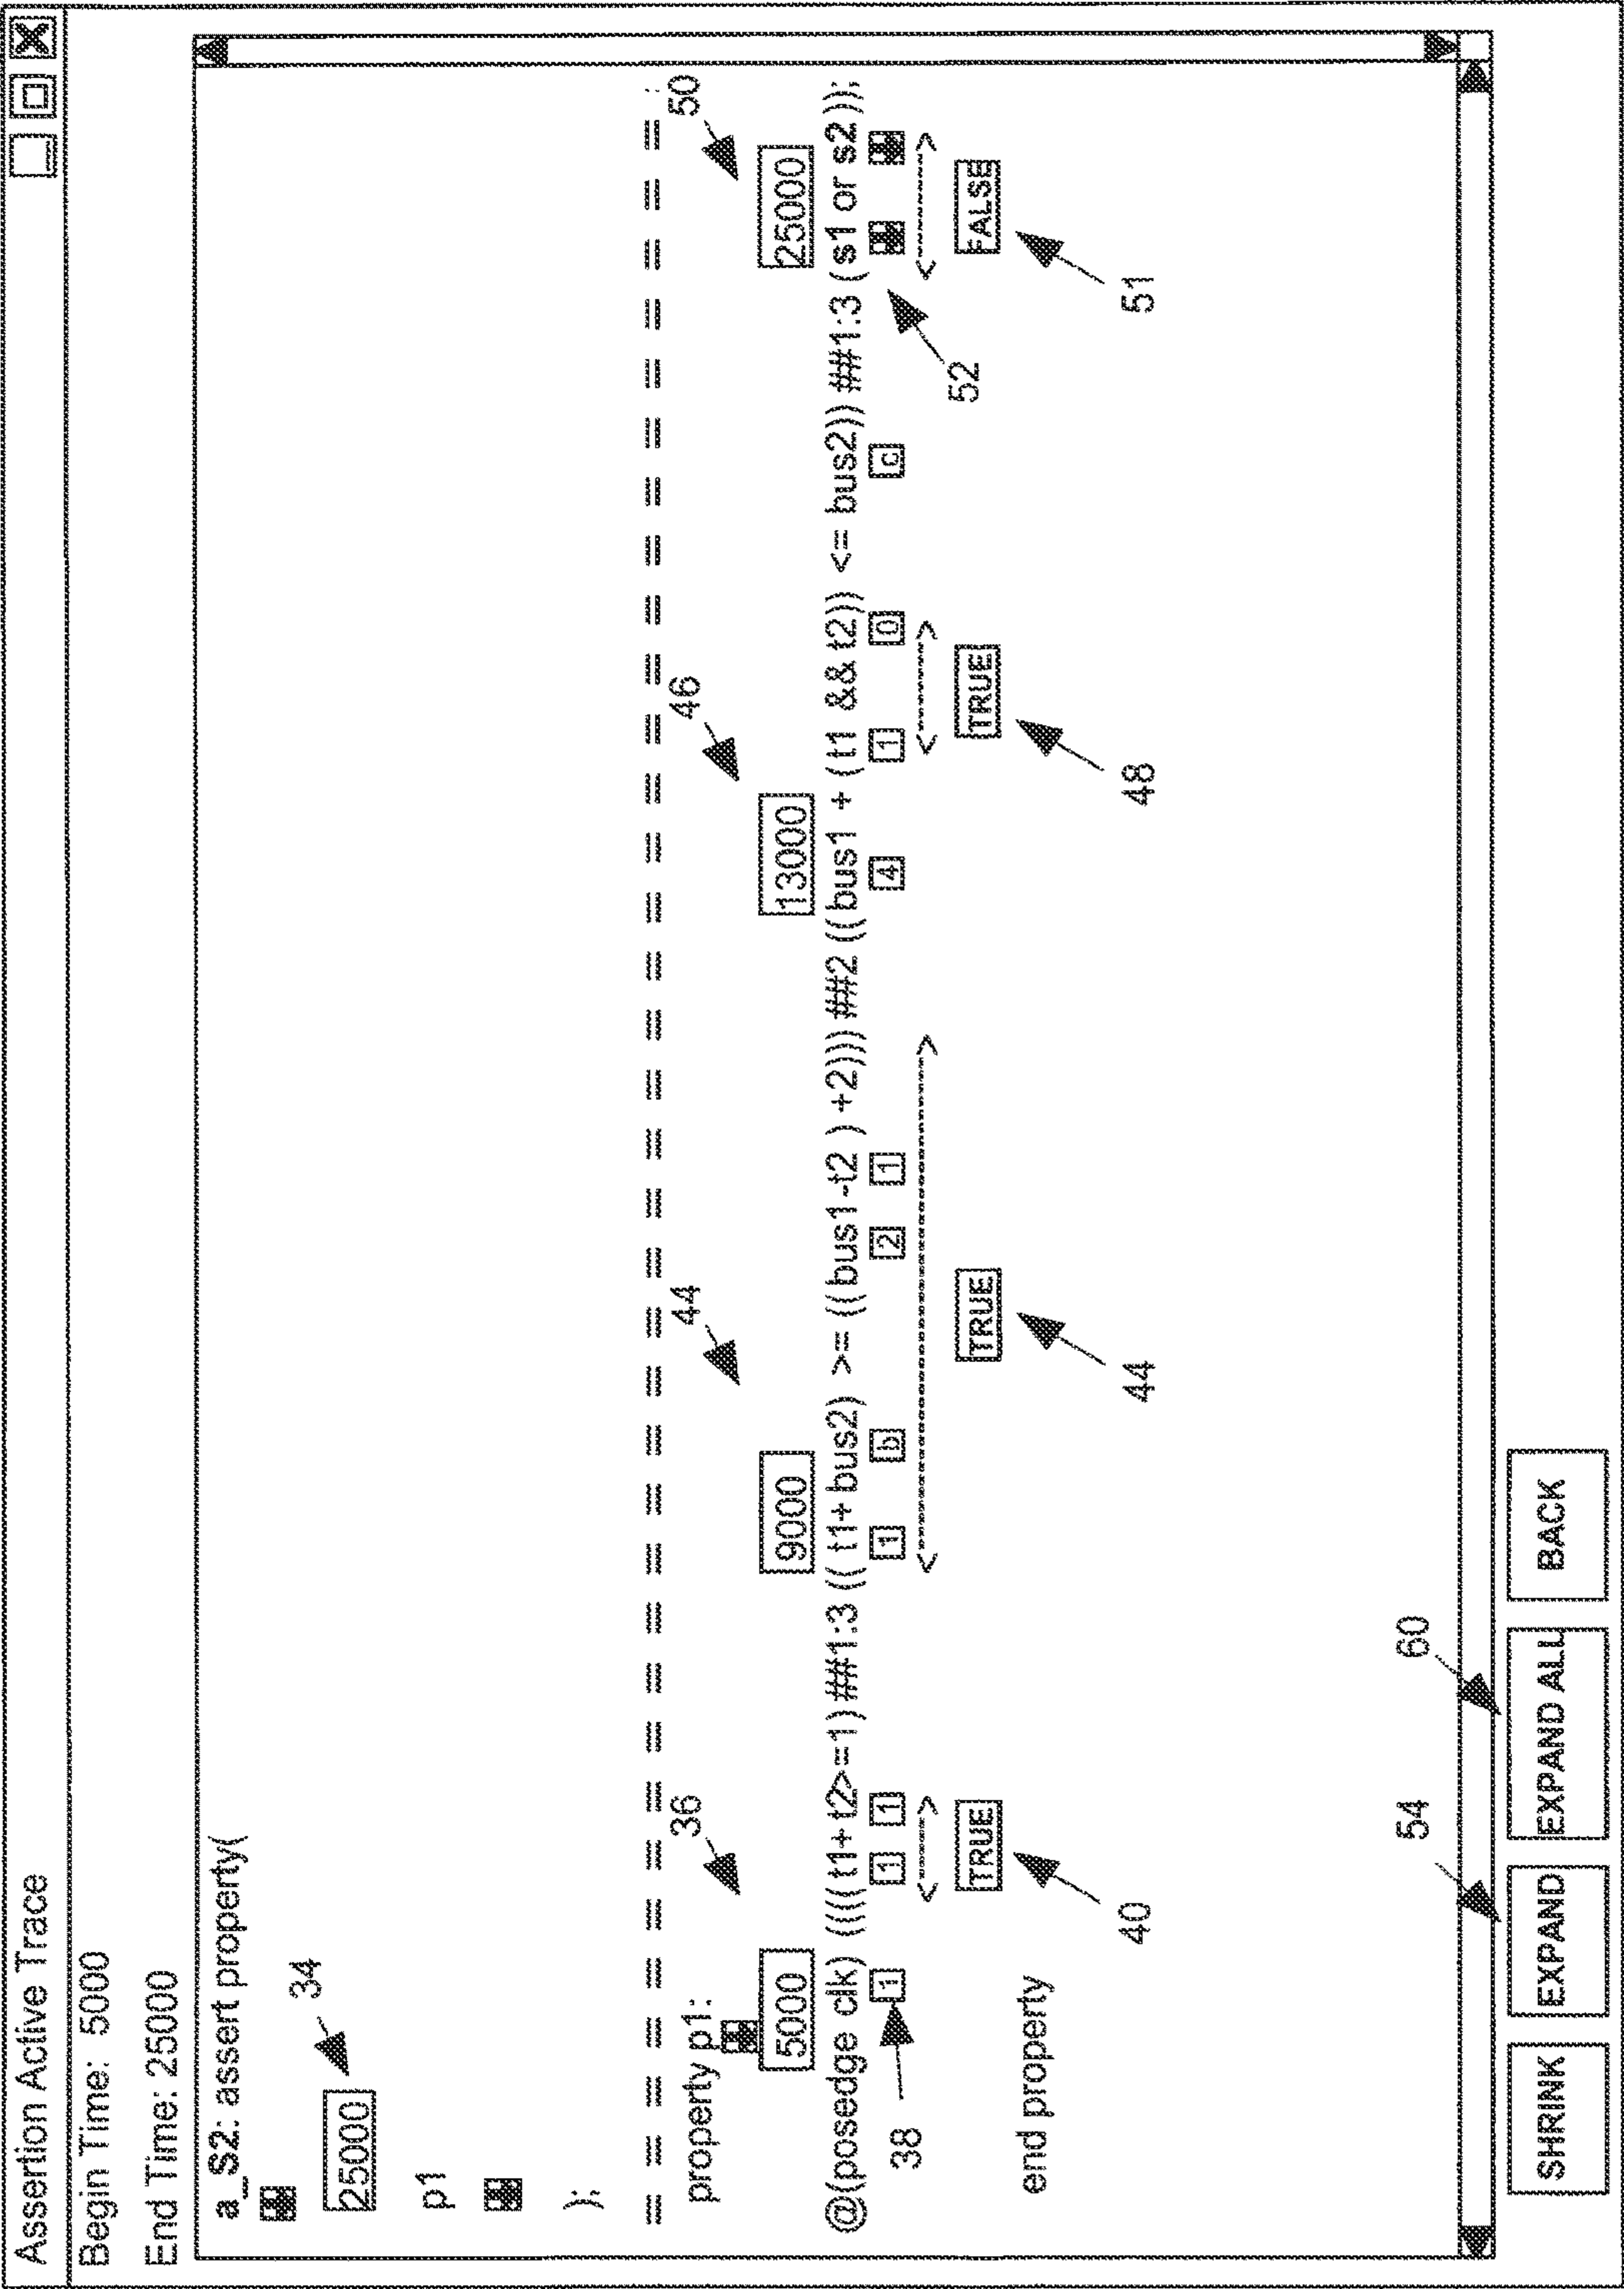 Assertion Active Trace
Begin Time: 5000
End Time: 25000
a_S2: assert property(
34
25000
p1
);
36 44 46 50
property p1:
5000 9000 13000 25000
@(posedge clk) (((((t1+ t2>=1)##1:3 (( t1+ bus2) >= ((bus1-t2 ) +2))) ##2 ((bus1 + (t1 && t2)) <= bus2)) ##1:3 (s1 or s2 ));
1 1 1 1 b 2 1 4 1 0 c
38 52
TRUE TRUE TRUE FALSE
40 44 48 51
end property
54 60
SHRINK EXPAND EXPAND ALL BACK